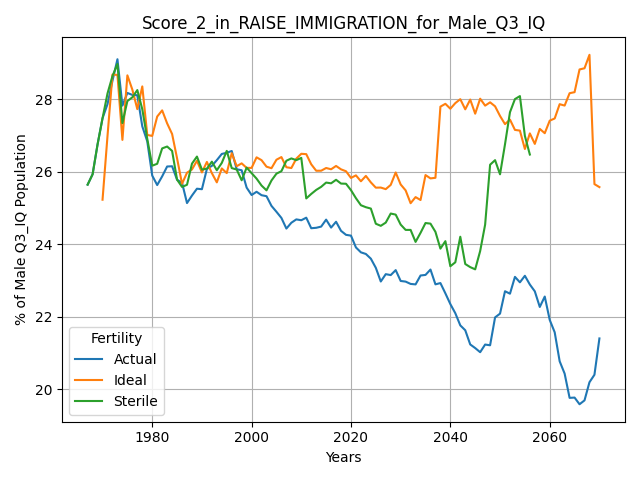 Score_2_in_RAISE_IMMIGRATION_for_Male_Q3_IQ
% of Male Q3_IQ Population
28
26
24
22
20
Fertility
Actual
Ideal
Sterile
1980
2000
2020
2040
2060
Years